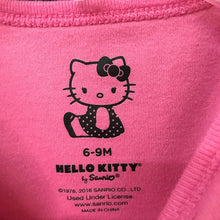 6-9M
HELLO KITTY®
by Sanrio®
©1976, 2016 SANRIO CO., LTD.
Used Under License.
www.sanrio.com
MADE IN CHINA